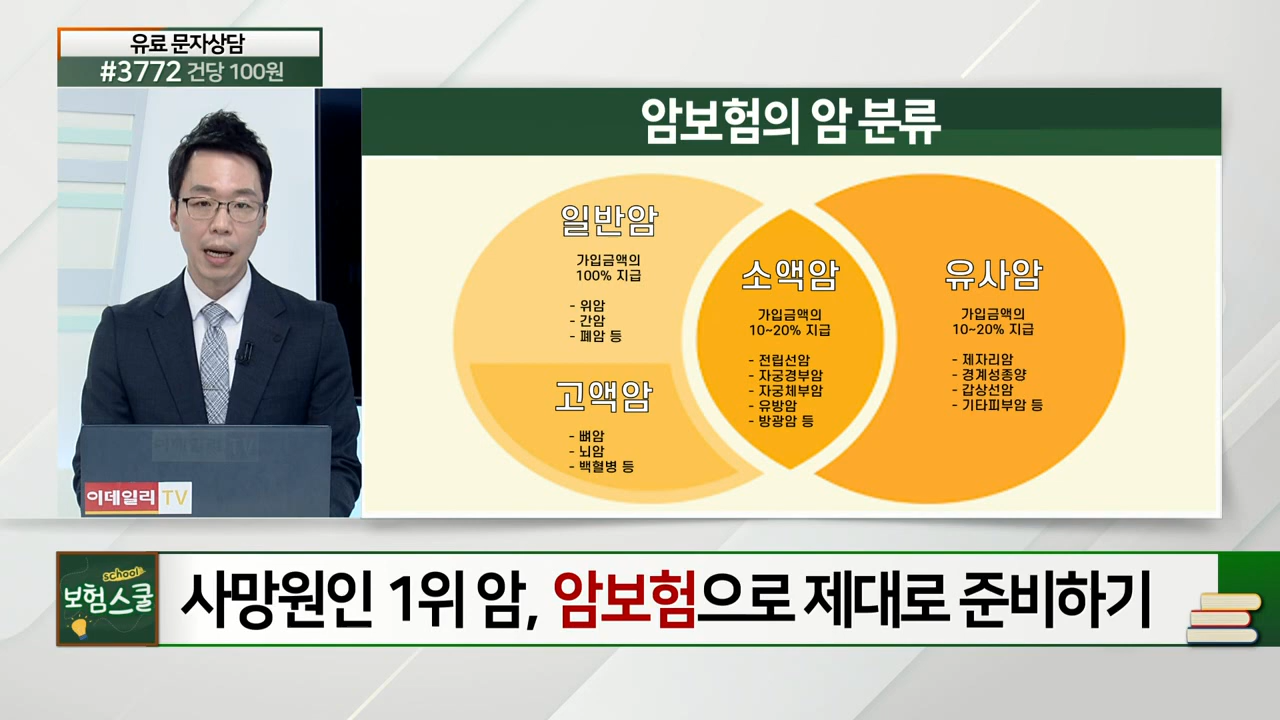 유료 문자상담
#3772 건당 100원
암보험의 암 분류
일반암
가입금액의
100% 지급
- 위암
- 간암
- 폐암 등
고액암
- 뼈암
- 뇌암
- 백혈병 등
소액암
가입금액의
10~20% 지급
- 전립선암
- 자궁경부암
- 자궁체부암
- 유방암
- 방광암 등
유사암
가입금액의
10~20% 지급
- 제자리암
- 경계성종양
- 갑상선암
- 기타피부암 등
이데일리 TV
이데일리 TV
school
보험스쿨
사망원인 1위 암, 암보험으로 제대로 준비하기